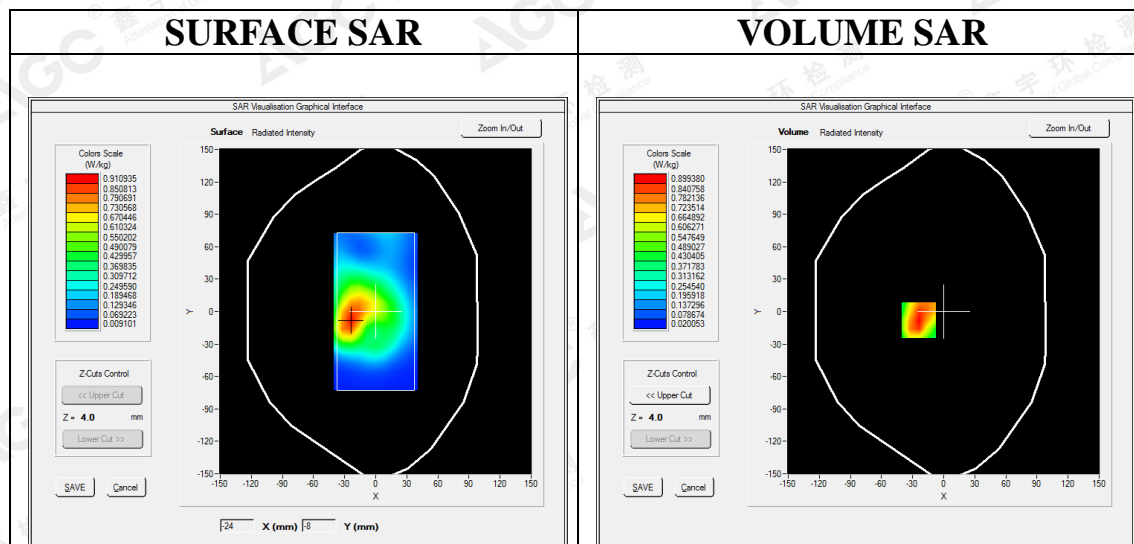 SURFACE SAR
VOLUME SAR
SAR Visualisation Graphical Interface
Surface Radiated Intensity
Zoom In/Out
Colors Scale
(W/kg)
0.910935
0.850813
0.790691
0.730568
0.670446
0.610324
0.550202
0.490079
0.429957
0.369835
0.309712
0.249590
0.189468
0.129346
0.069223
0.009101
Z-Cuts Control
<< Upper Cut
Z = 4.0 mm
Lower Cut >>
SAVE
Cancel
150
120
90
60
30
0
-30
-60
-90
-120
-150
Y
-150 -120 -90 -60 -30 0 30 60 90 120 150
X
-24 X (mm) -8 Y (mm)
SAR Visualisation Graphical Interface
Volume Radiated Intensity
Zoom In/Out
Colors Scale
(W/kg)
0.899380
0.840758
0.782136
0.723514
0.664892
0.606271
0.547649
0.489027
0.430405
0.371783
0.313162
0.254540
0.195918
0.137296
0.078674
0.020053
Z-Cuts Control
<< Upper Cut
Z = 4.0 mm
Lower Cut >>
SAVE
Cancel
150
120
90
60
30
0
-30
-60
-90
-120
-150
Y
-150 -120 -90 -60 -30 0 30 60 90 120 150
X